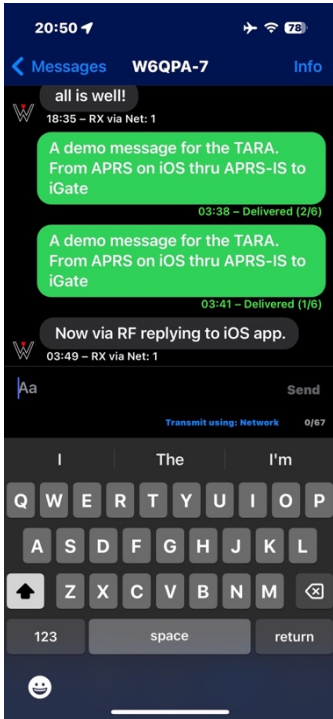 20:50
78
Messages
W6QPA-7
Info
all is well!
18:35 – RX via Net: 1
A demo message for the TARA.
From APRS on iOS thru APRS-IS to
iGate
03:38 – Delivered (2/6)
A demo message for the TARA.
From APRS on iOS thru APRS-IS to
iGate
03:41 – Delivered (1/6)
Now via RF replying to iOS app.
03:49 – RX via Net: 1
Aa
Send
Transmit using: Network
0/67
I The I'm
Q W E R T Y U I O P
A S D F G H J K L
Z X C V B N M
123 space return